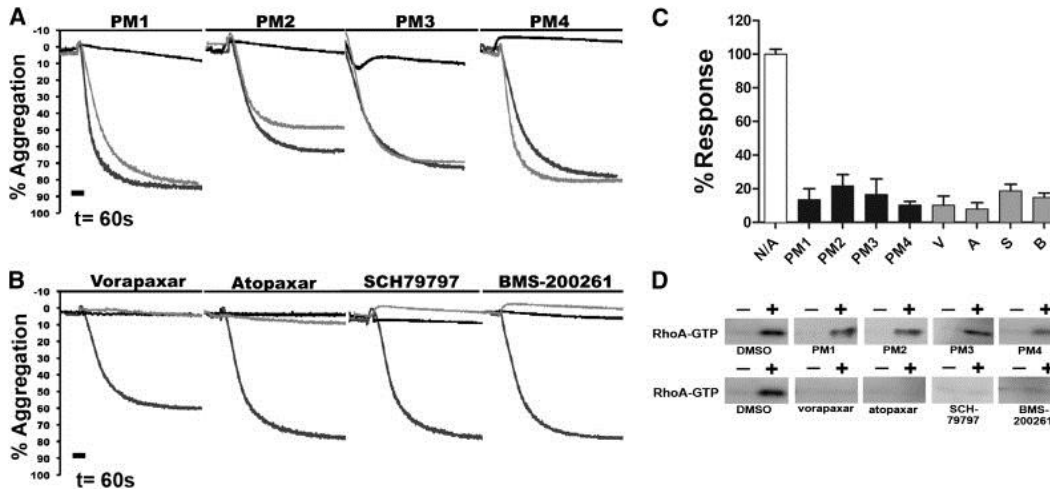 A
PM1 PM2 PM3 PM4
% Aggregation
-10
0
10
20
30
40
50
60
70
80
90
100
t= 60s
B
Vorapaxar Atopaxar SCH79797 BMS-200261
% Aggregation
-10
0
10
20
30
40
50
60
70
80
90
100
t= 60s
C
% Response
120
100
80
60
40
20
0
N/A PM1 PM2 PM3 PM4 V A S B
D
− + − + − + − + − +
RhoA-GTP
DMSO PM1 PM2 PM3 PM4
− + − + − + − + − +
RhoA-GTP
DMSO vorapaxar atopaxar SCH-79797 BMS-200261